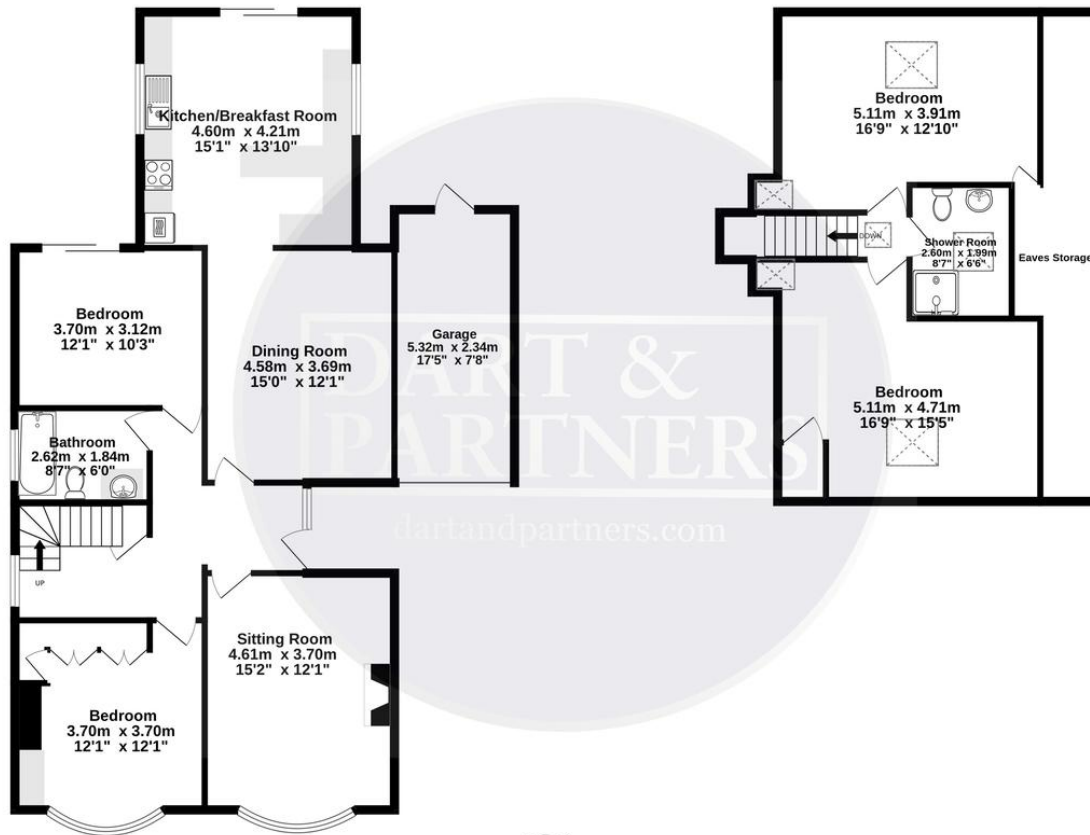 Kitchen/Breakfast Room
4.60m x 4.21m
15'1" x 13'10"
Bedroom
3.70m x 3.12m
12'1" x 10'3"
Dining Room
4.58m x 3.69m
15'0" x 12'1"
Garage
5.32m x 2.34m
17'5" x 7'8"
Bathroom
2.62m x 1.84m
8'7" x 6'0"
UP
Sitting Room
4.61m x 3.70m
15'2" x 12'1"
Bedroom
3.70m x 3.70m
12'1" x 12'1"
Bedroom
5.11m x 3.91m
16'9" x 12'10"
DOWN
Shower Room
2.60m x 1.99m
8'7" x 6'6"
Eaves Storage
Bedroom
5.11m x 4.71m
16'9" x 15'5"
DART &
PARTNERS
dartandpartners.com